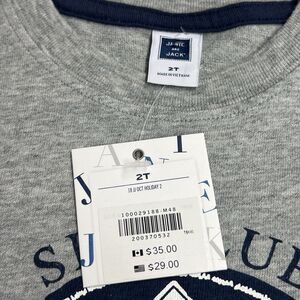 JANIE
AND
JACK
2T
MADE IN VIETNAM
J A N I
2T
18 JJ OCT HOLIDAY 2
100029188-M48
200370532
$35.00
$29.00